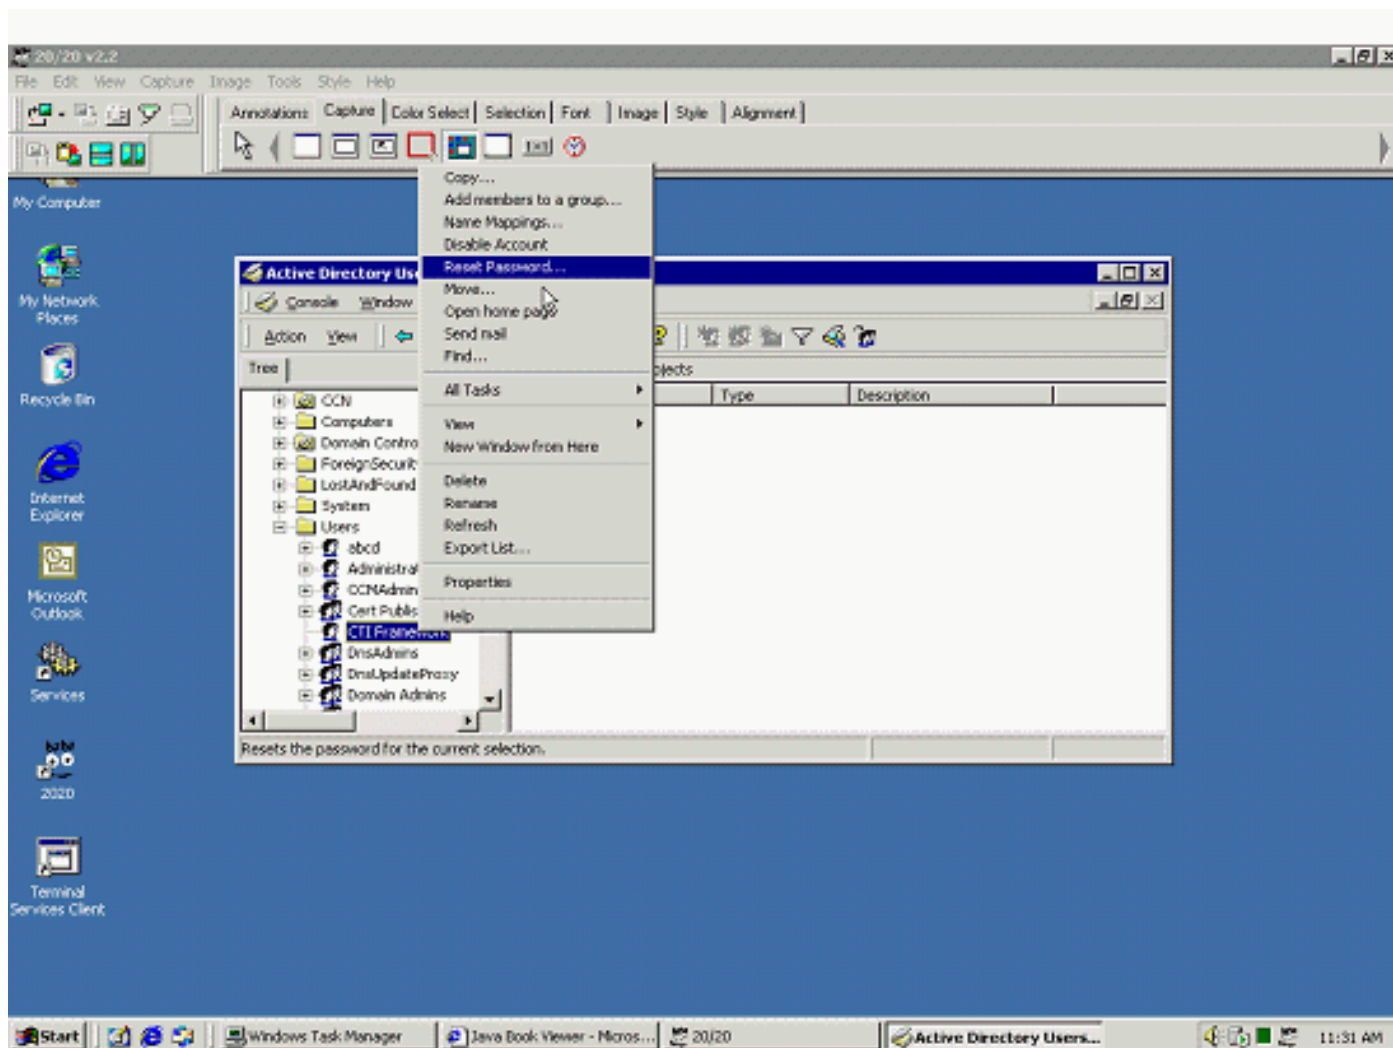 20/20 v2.2
File Edit View Capture Image Tools Style Help
Annotations Capture Color Select Selection Font Image Style Alignment
1×1
My Computer
My Network
Places
Recycle Bin
Internet
Explorer
Microsoft
Outlook
Services
2020
Terminal
Services Client
Active Directory Use
Console Window
Action View
Tree
bjects
Type Description
CCN
Computers
Domain Contro
ForeignSecurit
LostAndFound
System
Users
abcd
Administrat
CCMAdmin
Cert Publis
CTI Framework
DnsAdmins
DnsUpdateProxy
Domain Admins
Resets the password for the current selection.
Copy...
Add members to a group...
Name Mappings...
Disable Account
Reset Password...
Move...
Open home page
Send mail
Find...
All Tasks
View
New Window from Here
Delete
Rename
Refresh
Export List...
Properties
Help
Start Windows Task Manager Java Book Viewer - Micros... 20/20 Active Directory Users... 11:31 AM